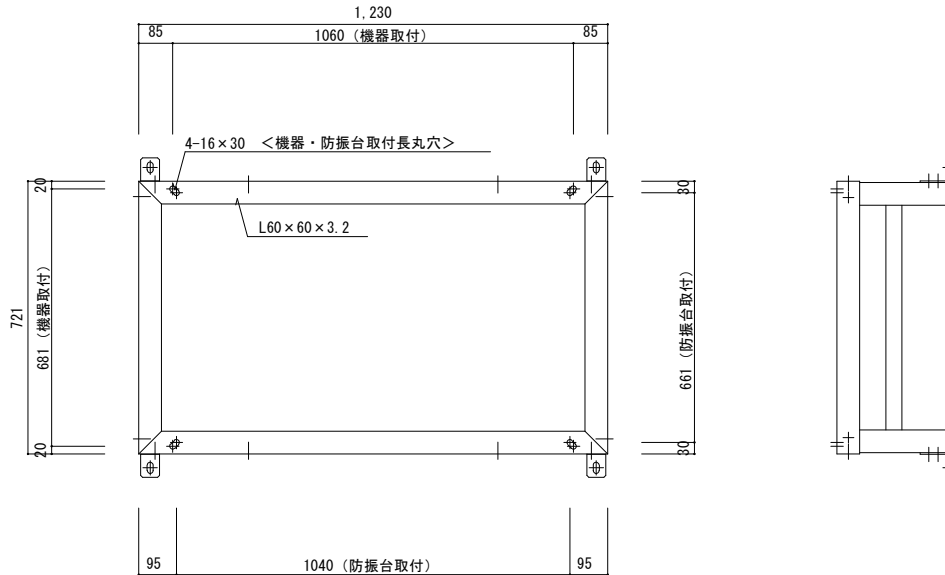 1,230
85
1060（機器取付）
85
4-16×30　＜機器・防振台取付長丸穴＞
20
30
L60×60×3.2
721
681（機器取付）
661（防振台取付）
20
30
95
1040（防振台取付）
95